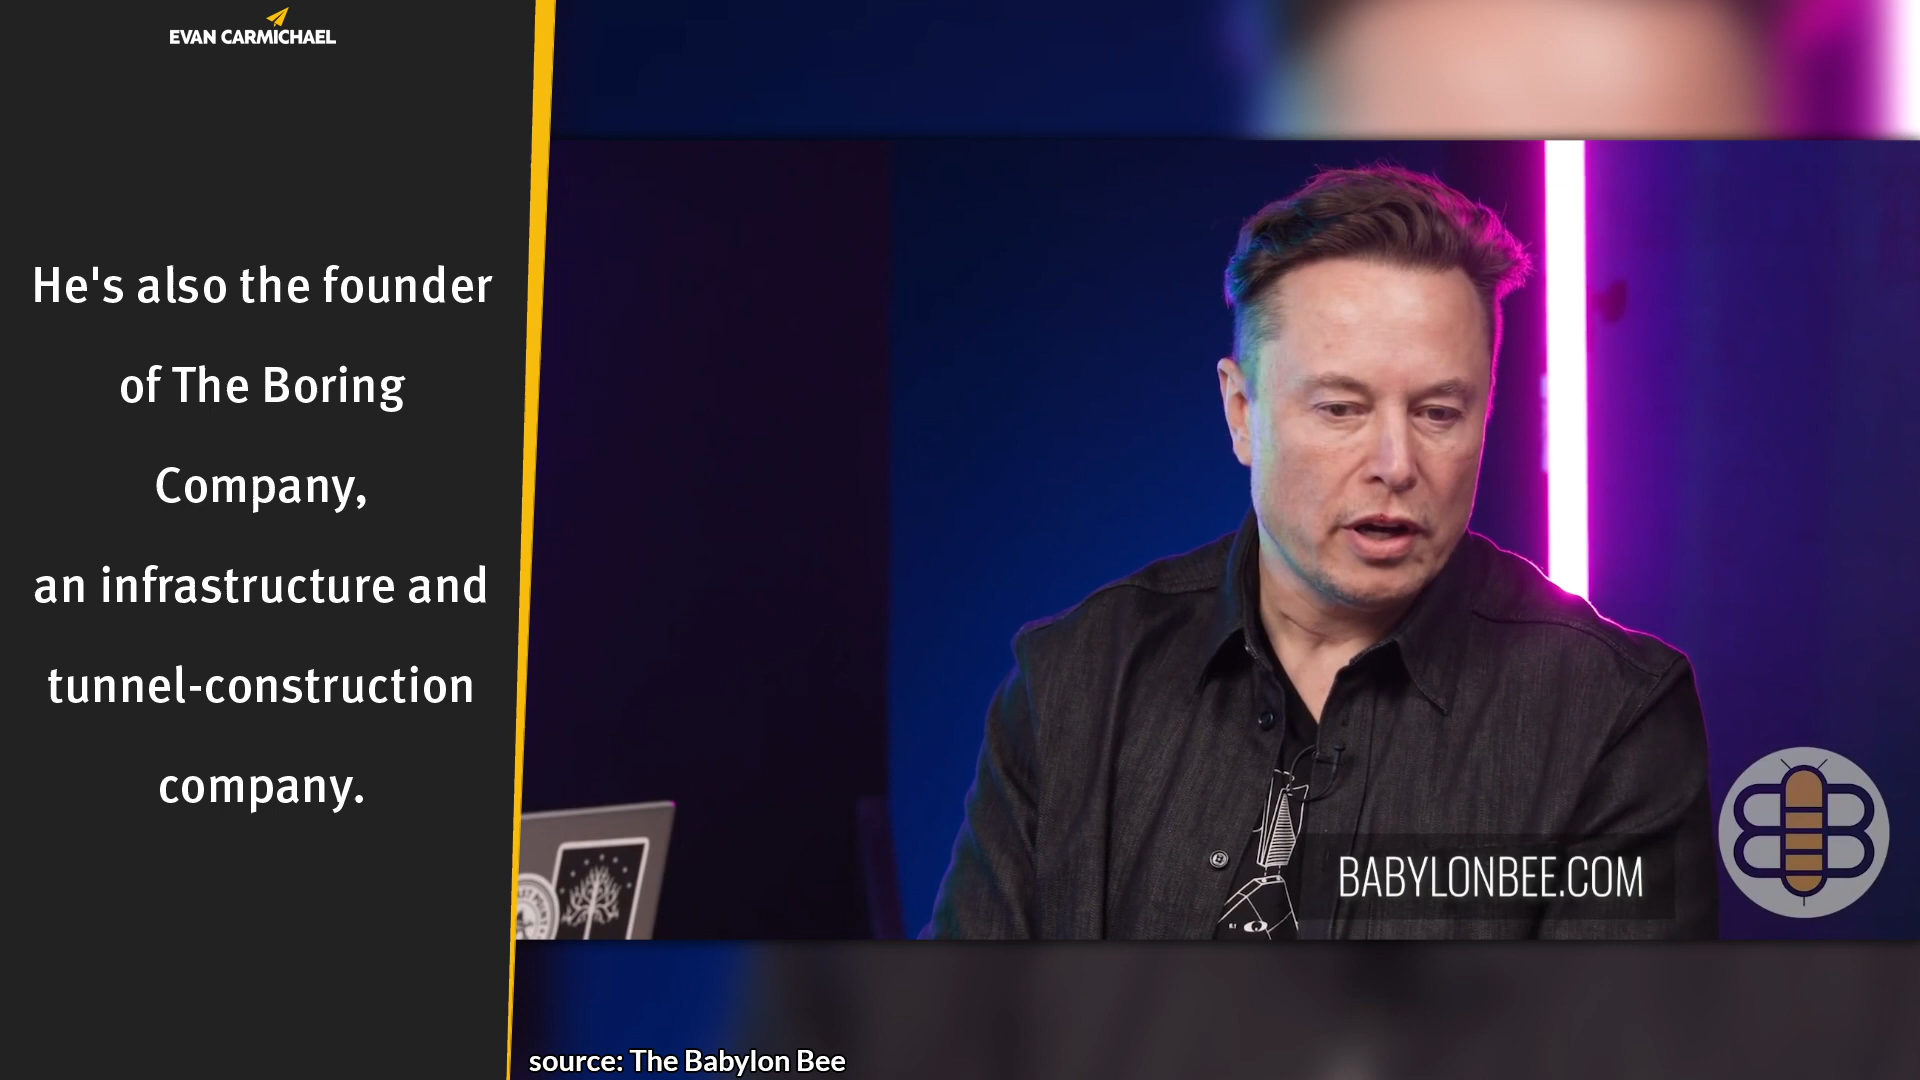 EVAN CARMICHAEL
He's also the founder
of The Boring
Company,
an infrastructure and
tunnel-construction
company.
BABYLONBEE.COM
source: The Babylon Bee